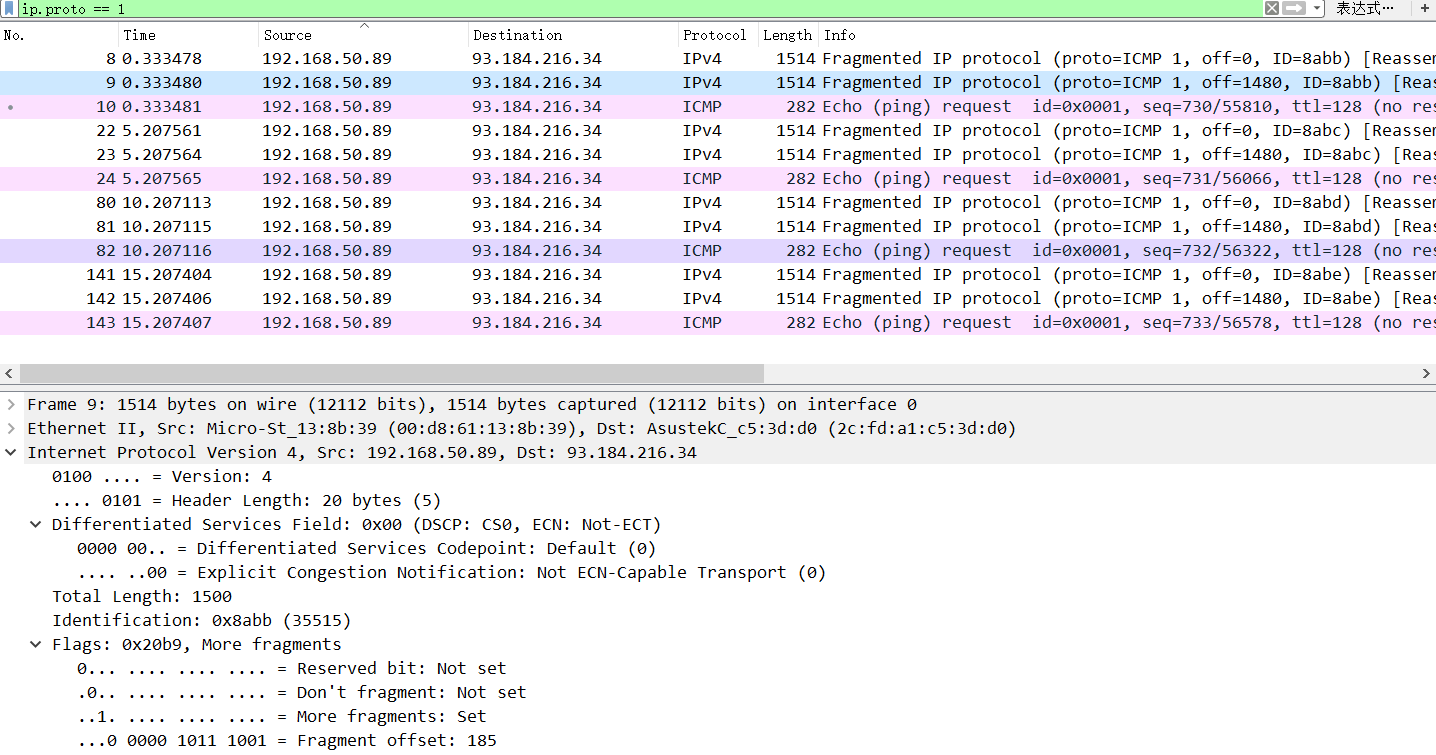 ip.proto == 1 表达式… +
No. Time Source Destination Protocol Length Info
8 0.333478 192.168.50.89 93.184.216.34 IPv4 1514 Fragmented IP protocol (proto=ICMP 1, off=0, ID=8abb) [Reassem
9 0.333480 192.168.50.89 93.184.216.34 IPv4 1514 Fragmented IP protocol (proto=ICMP 1, off=1480, ID=8abb) [Reas
10 0.333481 192.168.50.89 93.184.216.34 ICMP 282 Echo (ping) request id=0x0001, seq=730/55810, ttl=128 (no res
22 5.207561 192.168.50.89 93.184.216.34 IPv4 1514 Fragmented IP protocol (proto=ICMP 1, off=0, ID=8abc) [Reassem
23 5.207564 192.168.50.89 93.184.216.34 IPv4 1514 Fragmented IP protocol (proto=ICMP 1, off=1480, ID=8abc) [Reas
24 5.207565 192.168.50.89 93.184.216.34 ICMP 282 Echo (ping) request id=0x0001, seq=731/56066, ttl=128 (no res
80 10.207113 192.168.50.89 93.184.216.34 IPv4 1514 Fragmented IP protocol (proto=ICMP 1, off=0, ID=8abd) [Reassem
81 10.207115 192.168.50.89 93.184.216.34 IPv4 1514 Fragmented IP protocol (proto=ICMP 1, off=1480, ID=8abd) [Reas
82 10.207116 192.168.50.89 93.184.216.34 ICMP 282 Echo (ping) request id=0x0001, seq=732/56322, ttl=128 (no res
141 15.207404 192.168.50.89 93.184.216.34 IPv4 1514 Fragmented IP protocol (proto=ICMP 1, off=0, ID=8abe) [Reassem
142 15.207406 192.168.50.89 93.184.216.34 IPv4 1514 Fragmented IP protocol (proto=ICMP 1, off=1480, ID=8abe) [Reas
143 15.207407 192.168.50.89 93.184.216.34 ICMP 282 Echo (ping) request id=0x0001, seq=733/56578, ttl=128 (no res
Frame 9: 1514 bytes on wire (12112 bits), 1514 bytes captured (12112 bits) on interface 0
Ethernet II, Src: Micro-St_13:8b:39 (00:d8:61:13:8b:39), Dst: AsustekC_c5:3d:d0 (2c:fd:a1:c5:3d:d0)
Internet Protocol Version 4, Src: 192.168.50.89, Dst: 93.184.216.34
0100 .... = Version: 4
.... 0101 = Header Length: 20 bytes (5)
Differentiated Services Field: 0x00 (DSCP: CS0, ECN: Not-ECT)
0000 00.. = Differentiated Services Codepoint: Default (0)
.... ..00 = Explicit Congestion Notification: Not ECN-Capable Transport (0)
Total Length: 1500
Identification: 0x8abb (35515)
Flags: 0x20b9, More fragments
0... .... .... .... = Reserved bit: Not set
.0.. .... .... .... = Don't fragment: Not set
..1. .... .... .... = More fragments: Set
...0 0000 1011 1001 = Fragment offset: 185